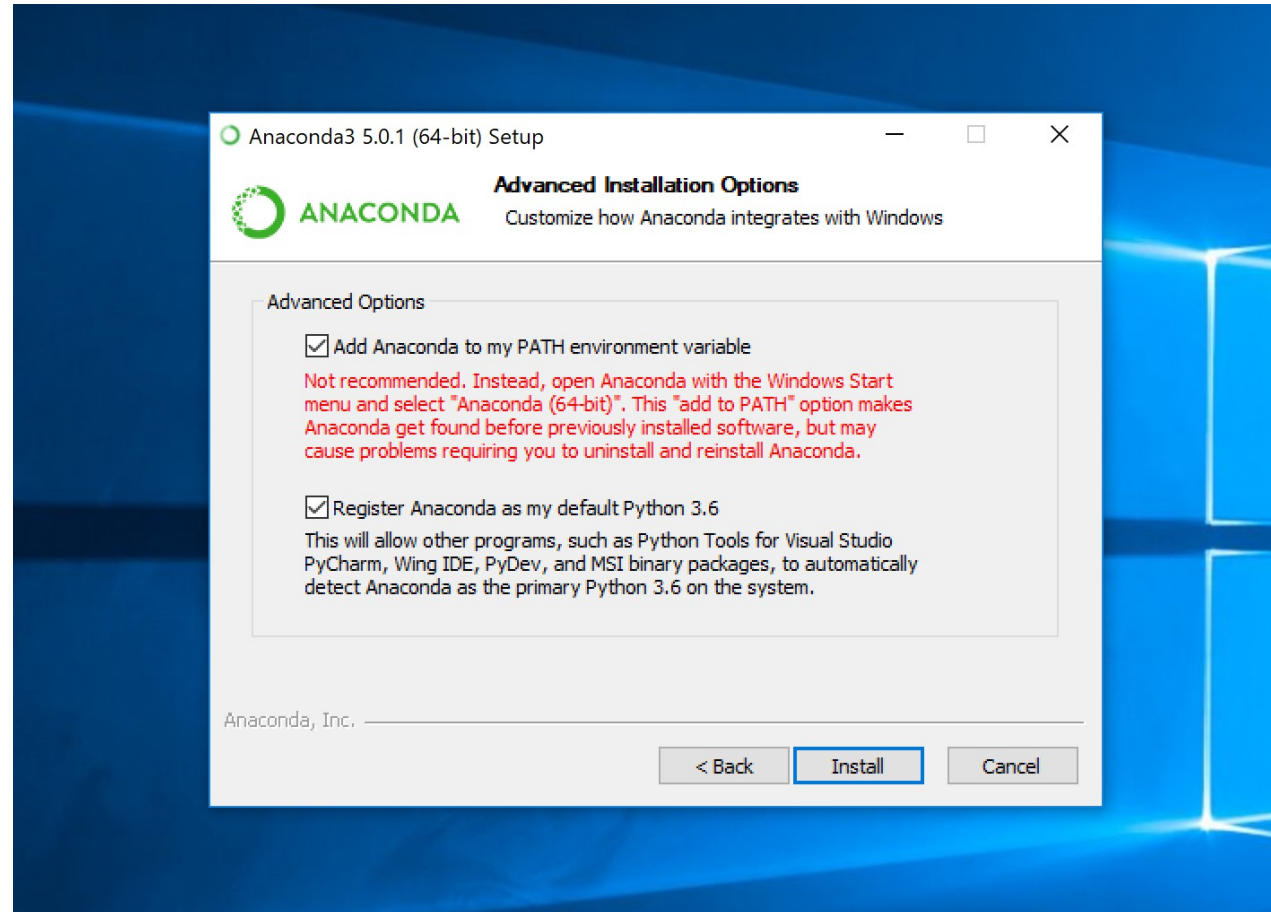 Anaconda3 5.0.1 (64-bit) Setup
ANACONDA
Advanced Installation Options
Customize how Anaconda integrates with Windows
Advanced Options
Add Anaconda to my PATH environment variable
Not recommended. Instead, open Anaconda with the Windows Start
menu and select "Anaconda (64-bit)". This "add to PATH" option makes
Anaconda get found before previously installed software, but may
cause problems requiring you to uninstall and reinstall Anaconda.
Register Anaconda as my default Python 3.6
This will allow other programs, such as Python Tools for Visual Studio
PyCharm, Wing IDE, PyDev, and MSI binary packages, to automatically
detect Anaconda as the primary Python 3.6 on the system.
Anaconda, Inc.
< Back Install Cancel